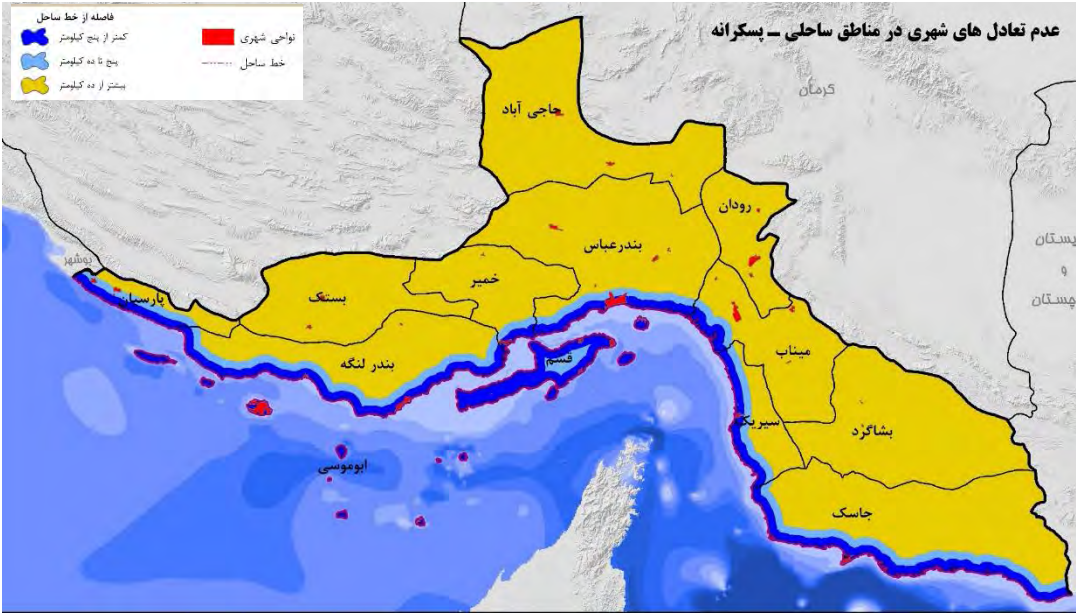 عدم تعادل های شهری در مناطق ساحلی – پسکرانه
فاصله از خط ساحل
کمتر از پنج کیلومتر
پنج تا ده کیلومتر
بیشتر از ده کیلومتر
نواحی شهری
خط ساحل
حاجی آباد
کرمان
رودان
بندرعباس
بوشهر
خمیر
بستک
پارسیان
بندر لنگه
قشم
میناب
سیریک
بشاگرد
ابوموسی
جاسک
یستان
و
چستان